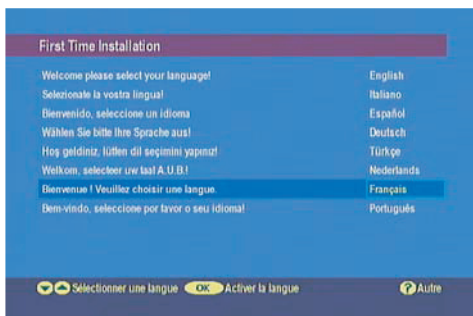 First Time Installation
Welcome please select your language! English
Selezionate la vostra lingua! Italiano
Bienvenido, seleccione un idioma Español
Wählen Sie bitte Ihre Sprache aus! Deutsch
Hoş geldiniz, lütfen dil seçimini yapınız! Türkçe
Welkom, selecteer uw taal A.U.B.! Nederlands
Bienvenue ! Veuillez choisir une langue. Français
Bem-vindo, seleccione por favor o seu idioma! Português
Sélectionner une langue OK Activer la langue ? Autre